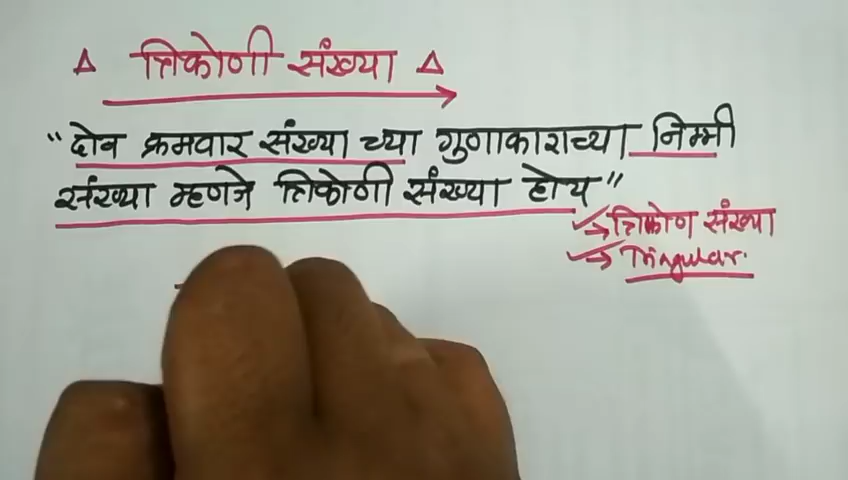 Δ त्रिकोणी संख्या Δ
"दोन क्रमवार संख्या च्या गुणाकाराच्या निम्मी
संख्या म्हणजे त्रिकोणी संख्या होय"
→ त्रिकोण संख्या
→ Tringular.